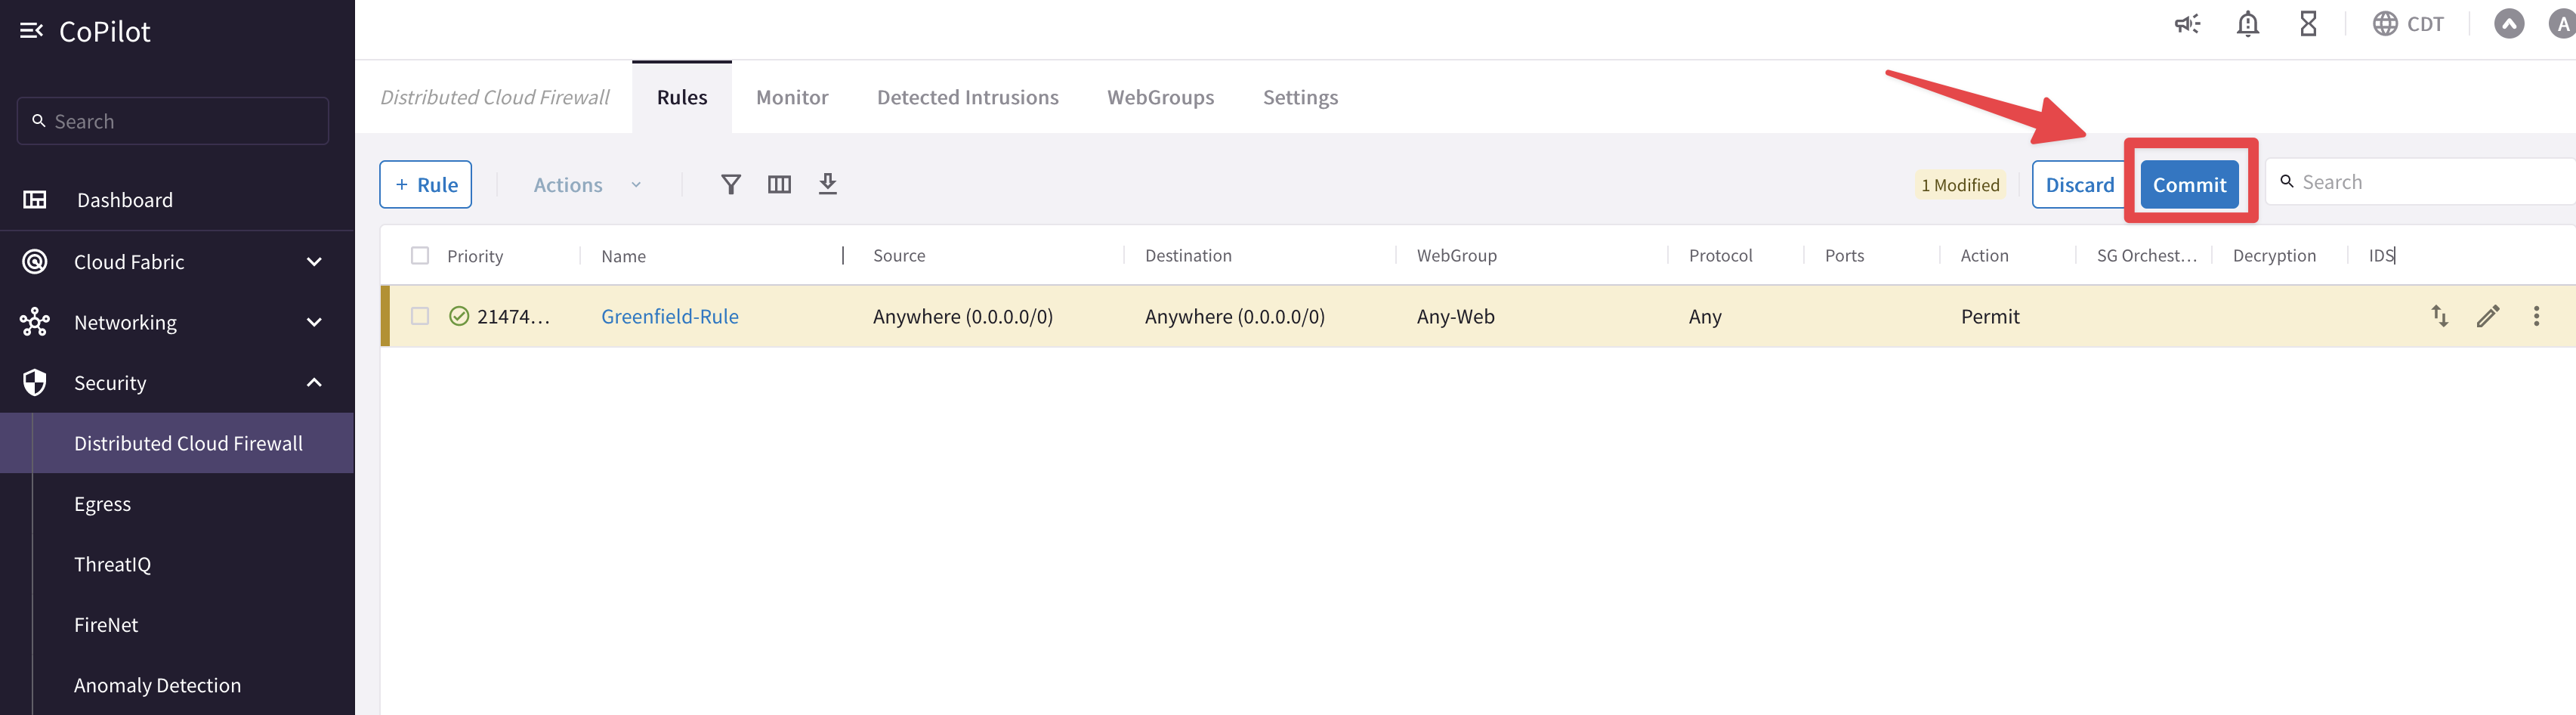 CoPilot
Search
Dashboard
Cloud Fabric
Networking
Security
Distributed Cloud Firewall
Egress
ThreatIQ
FireNet
Anomaly Detection
CDT
A
Distributed Cloud Firewall Rules Monitor Detected Intrusions WebGroups Settings
+ Rule Actions 1 Modified Discard Commit Search
Priority Name Source Destination WebGroup Protocol Ports Action SG Orchest... Decryption IDS
21474... Greenfield-Rule Anywhere (0.0.0.0/0) Anywhere (0.0.0.0/0) Any-Web Any Permit